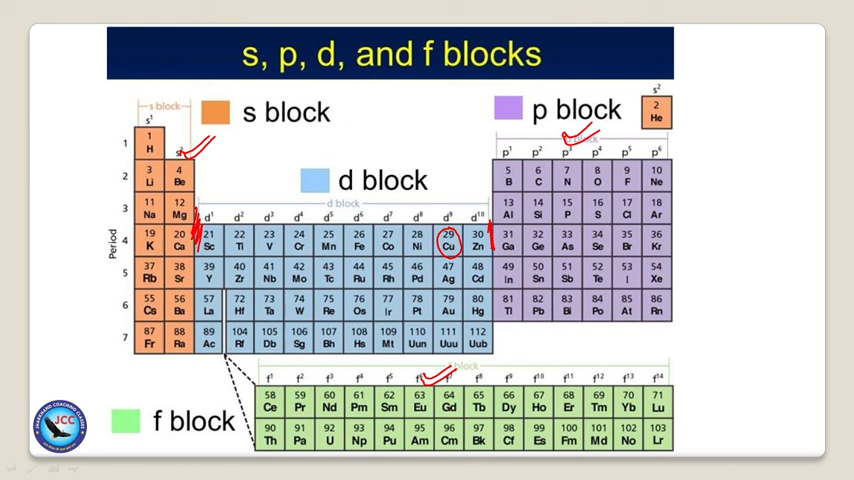 s, p, d, and f blocks
s block
s block
p block
s²
2
He
s¹
1
1
H
p¹ p² p³ p⁴ p⁵ p⁶
2
3 4
Li Be
d block
5 6 7 8 9 10
B C N O F Ne
3
11 12
Na Mg
d block
13 14 15 16 17 18
Al Si P S Cl Ar
d¹ d² d³ d⁴ d⁵ d⁶ d⁷ d⁸ d⁹ d¹⁰
Period
4
19 20 21 22 23 24 25 26 27 28 29 30 31 32 33 34 35 36
K Ca Sc Ti V Cr Mn Fe Co Ni Cu Zn Ga Ge As Se Br Kr
5
37 38 39 40 41 42 43 44 45 46 47 48 49 50 51 52 53 54
Rb Sr Y Zr Nb Mo Tc Ru Rh Pd Ag Cd In Sn Sb Te I Xe
6
55 56 57 72 73 74 75 76 77 78 79 80 81 82 83 84 85 86
Cs Ba La Hf Ta W Re Os Ir Pt Au Hg Tl Pb Bi Po At Rn
7
87 88 89 104 105 106 107 108 109 110 111 112
Fr Ra Ac Rf Db Sg Bh Hs Mt Uun Uuu Uub
f¹ f² f³ f⁴ f⁵ f⁶ f⁷ f⁸ f⁹ f¹⁰ f¹¹ f¹² f¹³ f¹⁴
58 59 60 61 62 63 64 65 66 67 68 69 70 71
Ce Pr Nd Pm Sm Eu Gd Tb Dy Ho Er Tm Yb Lu
f block
90 91 92 93 94 95 96 97 98 99 100 101 102 103
Th Pa U Np Pu Am Cm Bk Cf Es Fm Md No Lr
JHARKHAND COACHING CLASSES
JCC